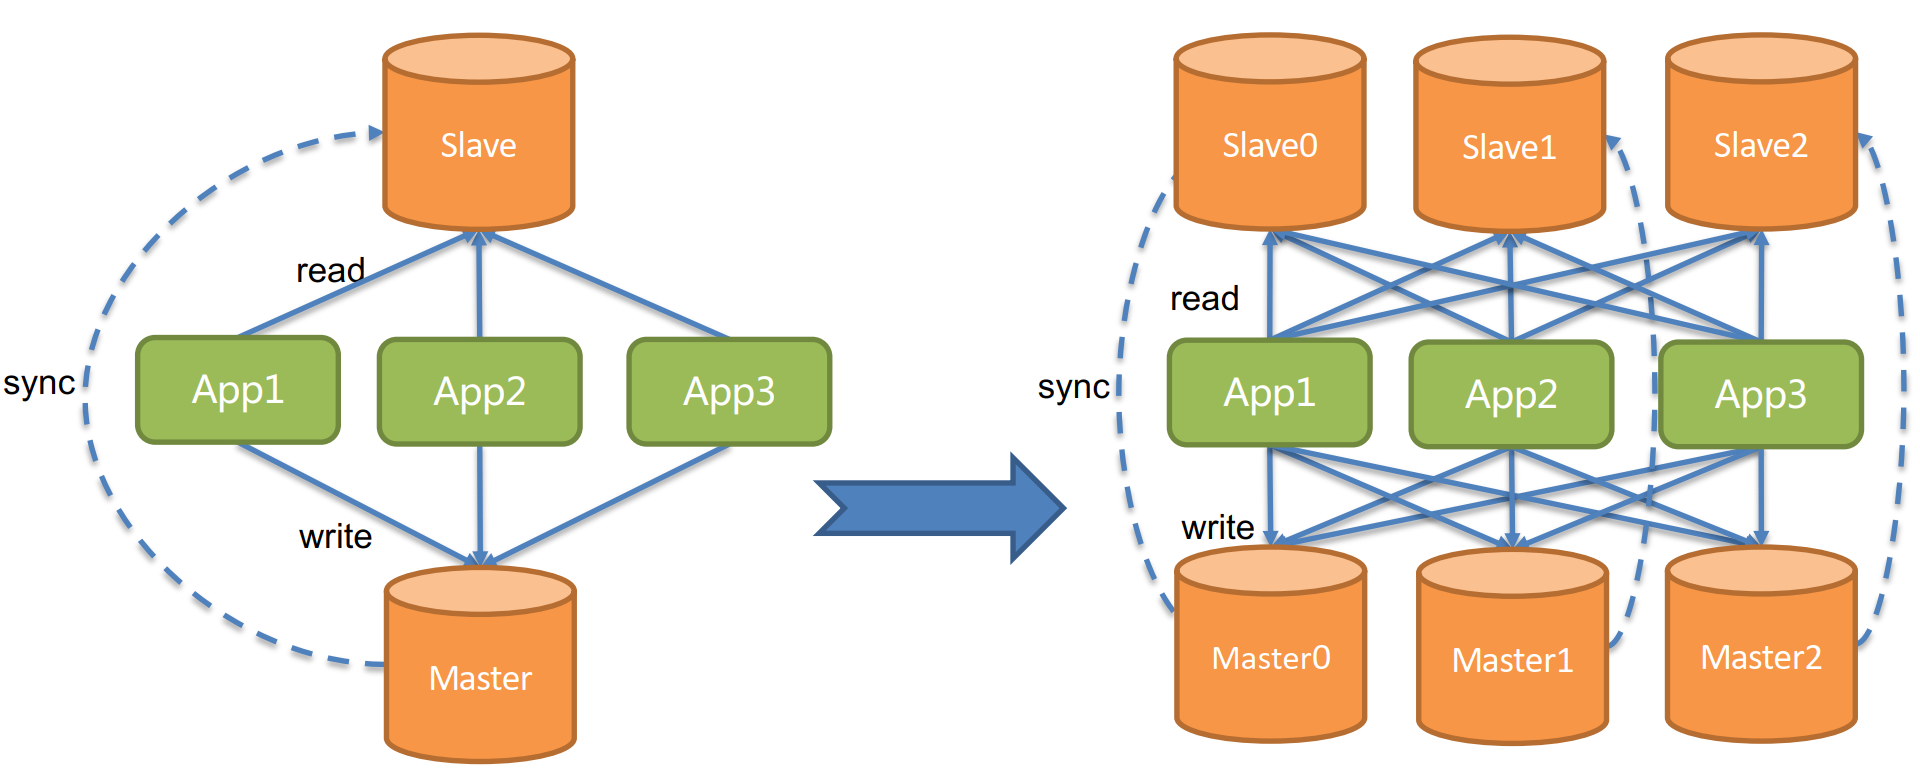 Slave
read
sync
App1
App2
App3
write
Master
Slave0
Slave1
Slave2
read
sync
App1
App2
App3
write
Master0
Master1
Master2